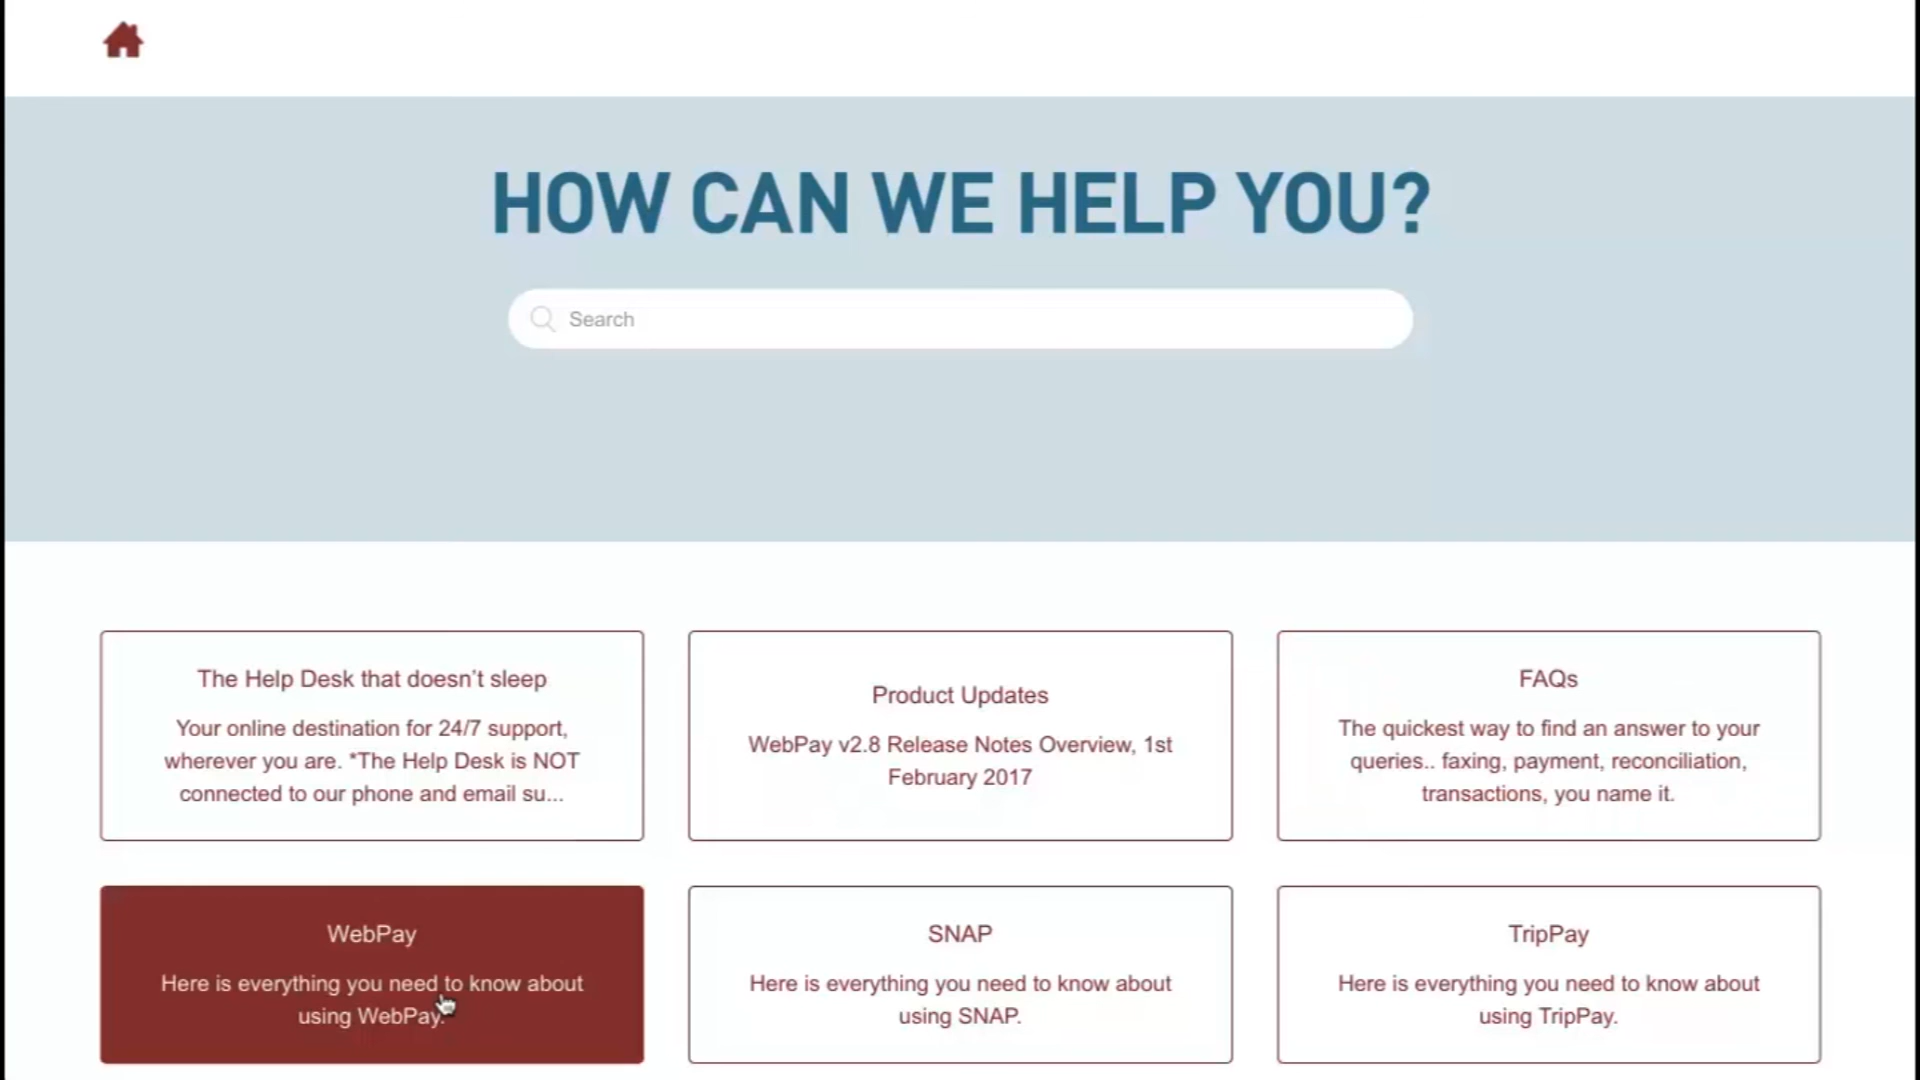 HOW CAN WE HELP YOU?
Search
The Help Desk that doesn't sleep
Your online destination for 24/7 support,
wherever you are. *The Help Desk is NOT
connected to our phone and email su...
Product Updates
WebPay v2.8 Release Notes Overview, 1st
February 2017
FAQs
The quickest way to find an answer to your
queries.. faxing, payment, reconciliation,
transactions, you name it.
WebPay
Here is everything you need to know about
using WebPay.
SNAP
Here is everything you need to know about
using SNAP.
TripPay
Here is everything you need to know about
using TripPay.